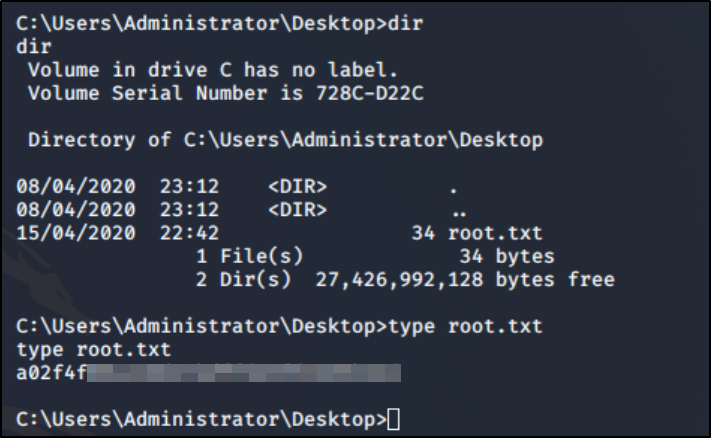 C:\Users\Administrator\Desktop>dir
dir
 Volume in drive C has no label.
 Volume Serial Number is 728C-D22C

 Directory of C:\Users\Administrator\Desktop

08/04/2020  23:12    <DIR>          .
08/04/2020  23:12    <DIR>          ..
15/04/2020  22:42                34 root.txt
               1 File(s)             34 bytes
               2 Dir(s)  27,426,992,128 bytes free

C:\Users\Administrator\Desktop>type root.txt
type root.txt
a02f4f

C:\Users\Administrator\Desktop>